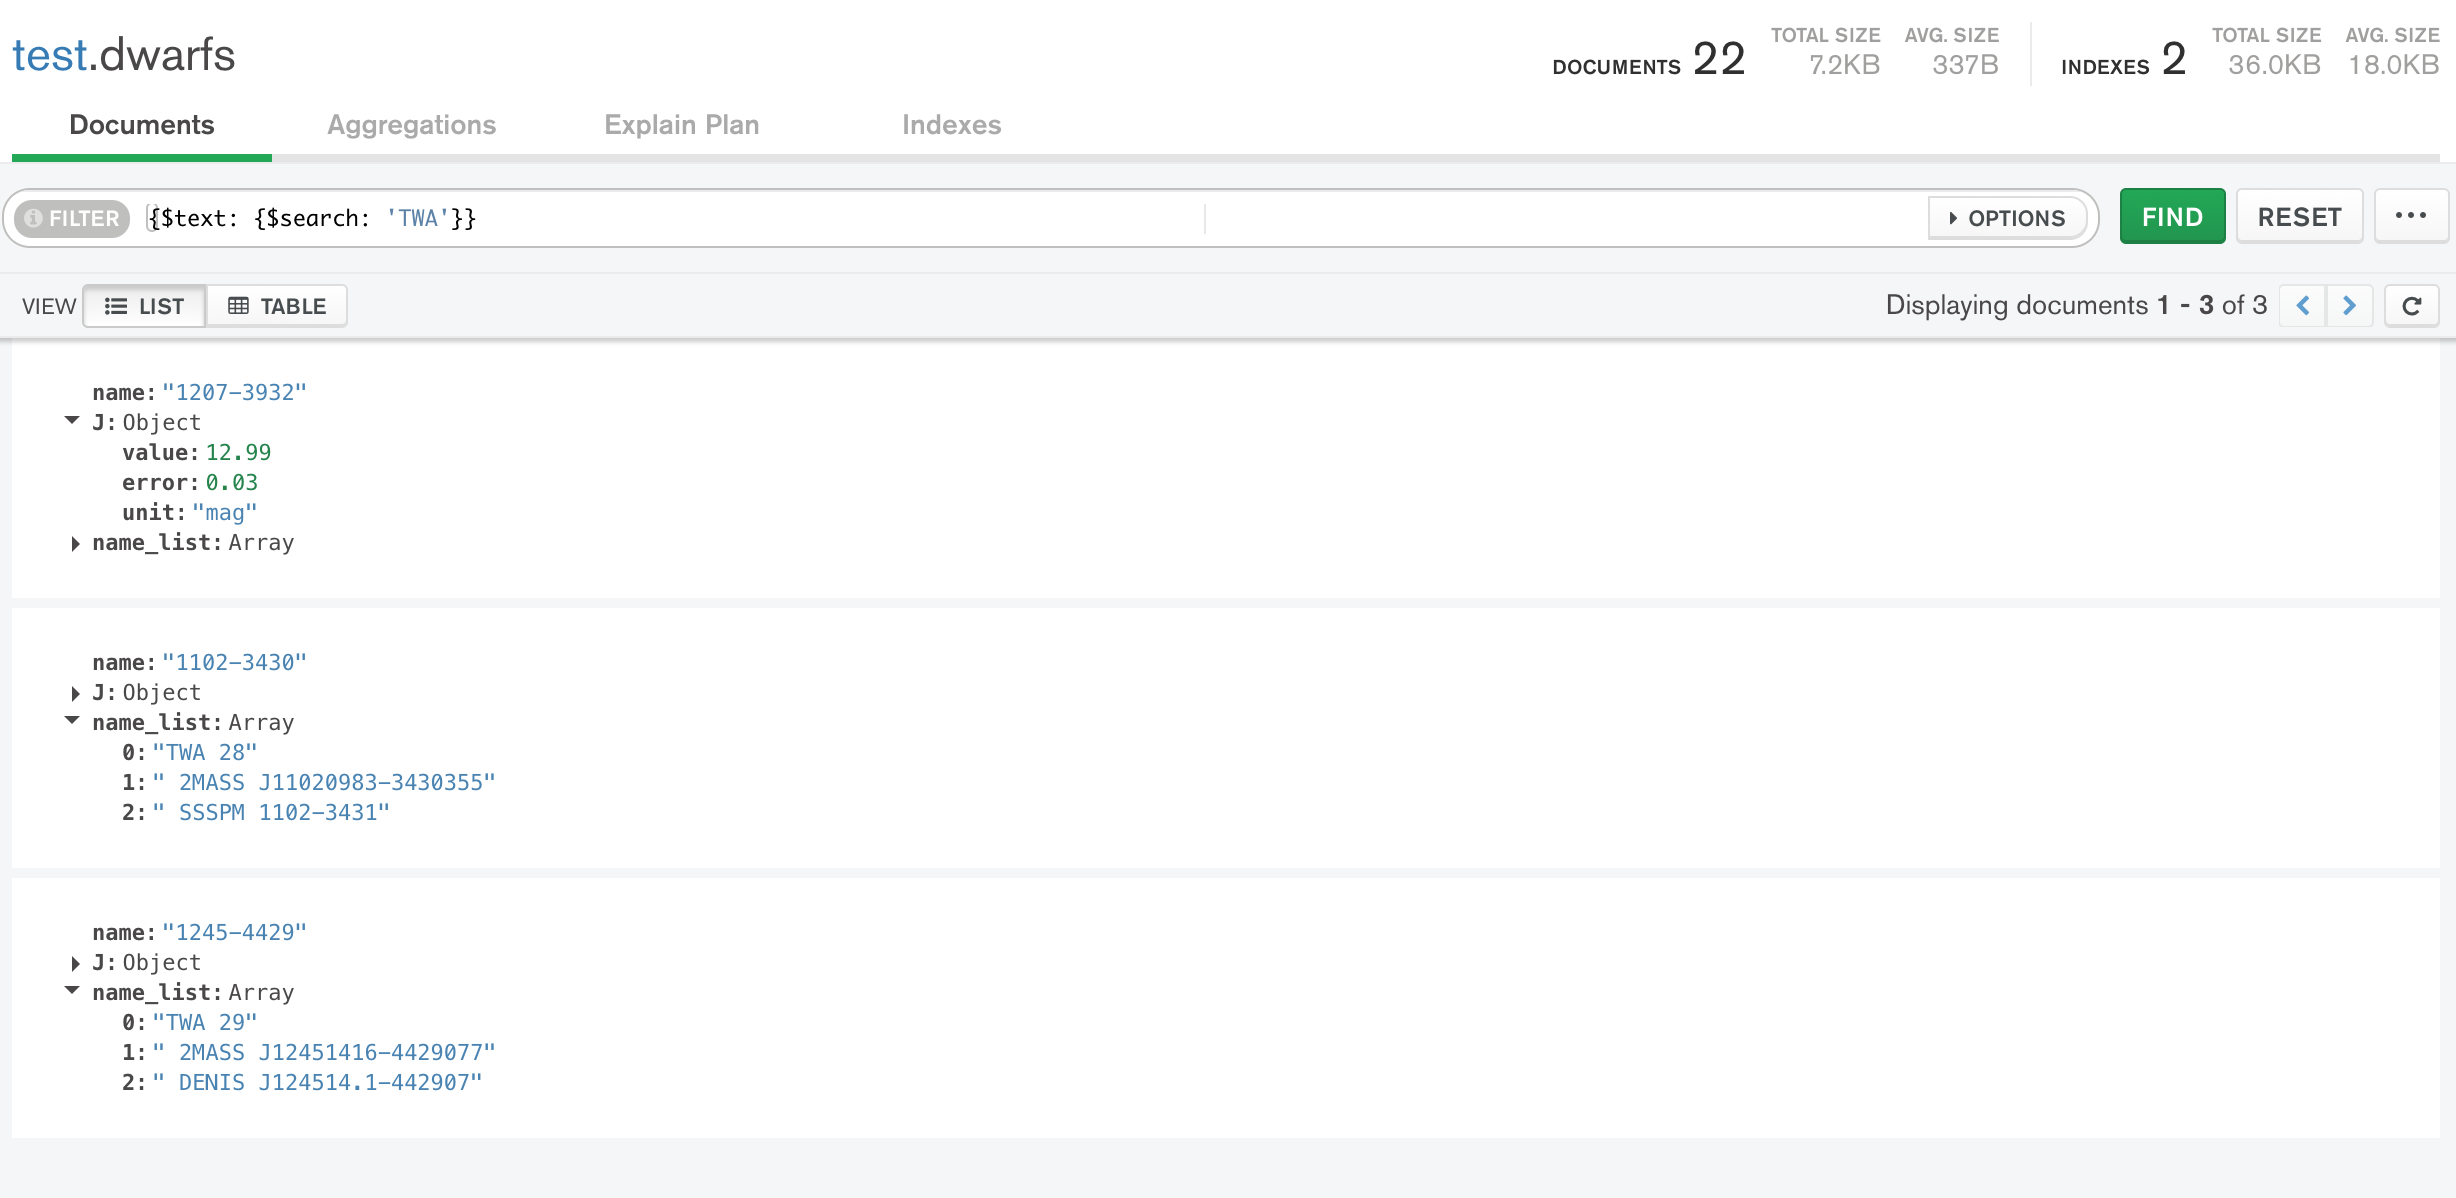 test.dwarfs
DOCUMENTS 22 TOTAL SIZE 7.2KB AVG. SIZE 337B INDEXES 2 TOTAL SIZE 36.0KB AVG. SIZE 18.0KB
Documents Aggregations Explain Plan Indexes
FILTER {$text: {$search: 'TWA'}} OPTIONS FIND RESET ...
VIEW LIST TABLE Displaying documents 1 - 3 of 3
name: "1207-3932"
J: Object
value: 12.99
error: 0.03
unit: "mag"
name_list: Array
name: "1102-3430"
J: Object
name_list: Array
0: "TWA 28"
1: " 2MASS J11020983-3430355"
2: " SSSPM 1102-3431"
name: "1245-4429"
J: Object
name_list: Array
0: "TWA 29"
1: " 2MASS J12451416-4429077"
2: " DENIS J124514.1-442907"